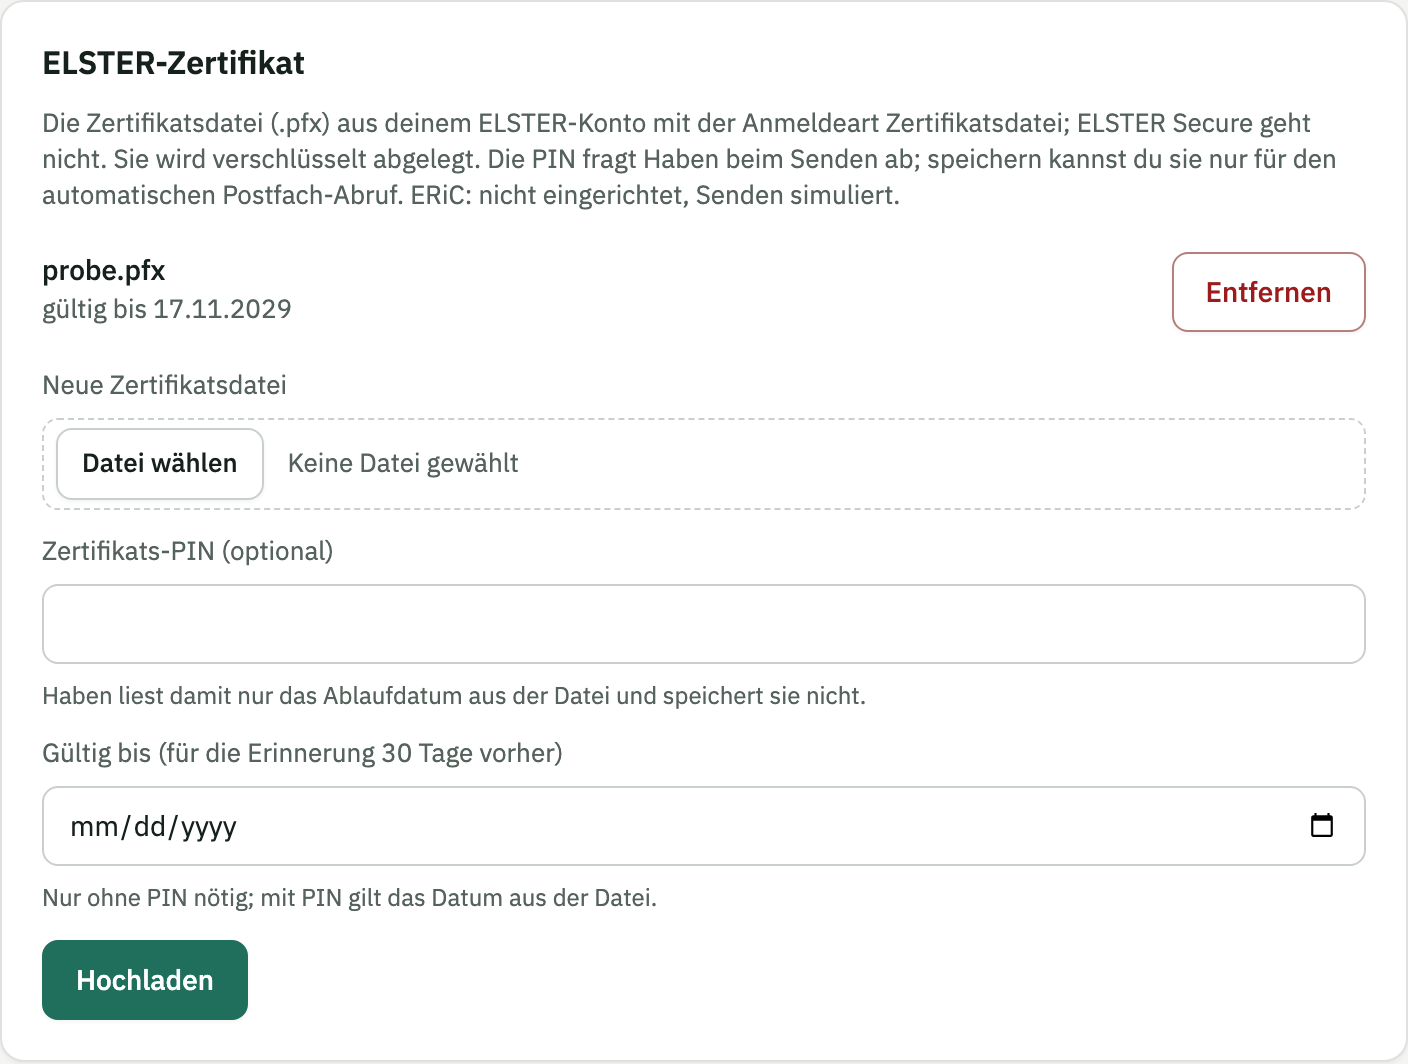 ELSTER-Zertifikat
Die Zertifikatsdatei (.pfx) aus deinem ELSTER-Konto mit der Anmeldeart Zertifikatsdatei; ELSTER Secure geht
nicht. Sie wird verschlüsselt abgelegt. Die PIN fragt Haben beim Senden ab; speichern kannst du sie nur für den
automatischen Postfach-Abruf. ERiC: nicht eingerichtet, Senden simuliert.
probe.pfx
gültig bis 17.11.2029
Entfernen
Neue Zertifikatsdatei
Datei wählen Keine Datei gewählt
Zertifikats-PIN (optional)
Haben liest damit nur das Ablaufdatum aus der Datei und speichert sie nicht.
Gültig bis (für die Erinnerung 30 Tage vorher)
mm/dd/yyyy
Nur ohne PIN nötig; mit PIN gilt das Datum aus der Datei.
Hochladen